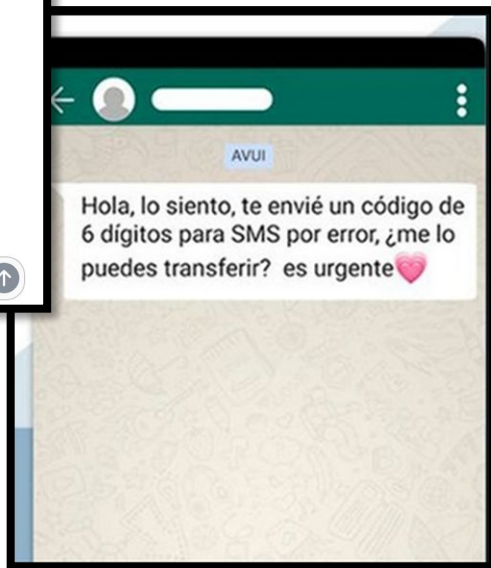 AVUI
Hola, lo siento, te envié un código de
6 dígitos para SMS por error, ¿me lo
puedes transferir?  es urgente💗